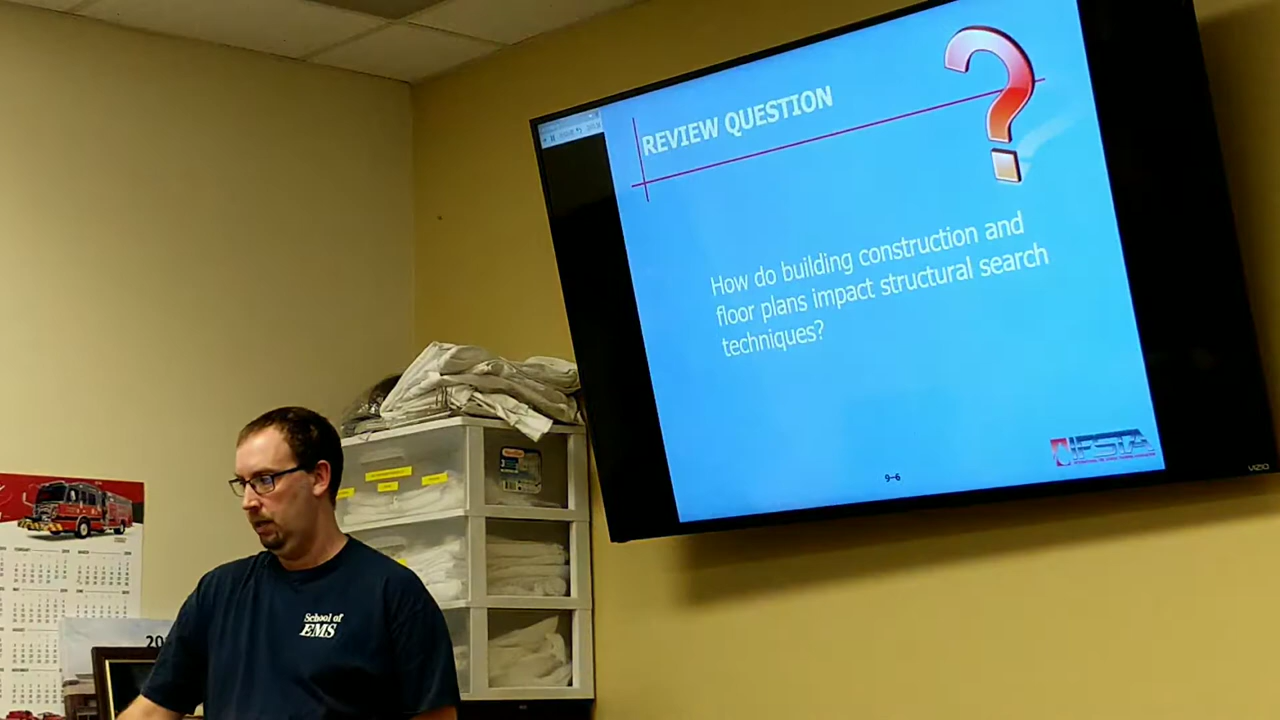 REVIEW QUESTION
How do building construction and
floor plans impact structural search
techniques?
9-6
IFSTA
VIZIO
School of
EMS
20